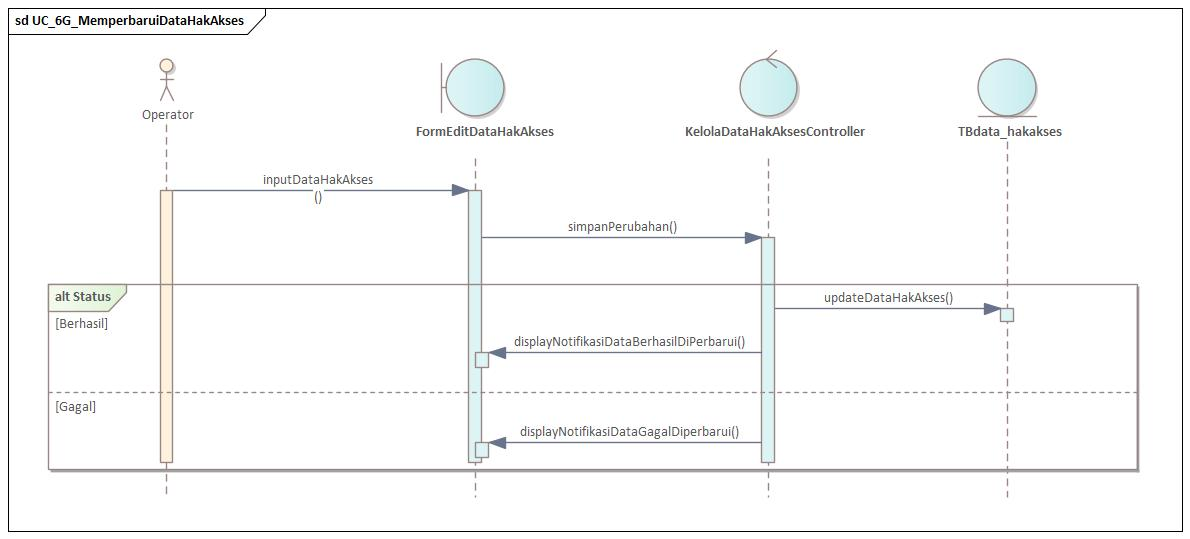 sd UC_6G_MemperbaruiDataHakAkses
Operator
FormEditDataHakAkses
KelolaDataHakAksesController
TBdata_hakakses
inputDataHakAkses
()
simpanPerubahan()
alt Status
updateDataHakAkses()
[Berhasil]
displayNotifikasiDataBerhasilDiPerbarui()
[Gagal]
displayNotifikasiDataGagalDiperbarui()